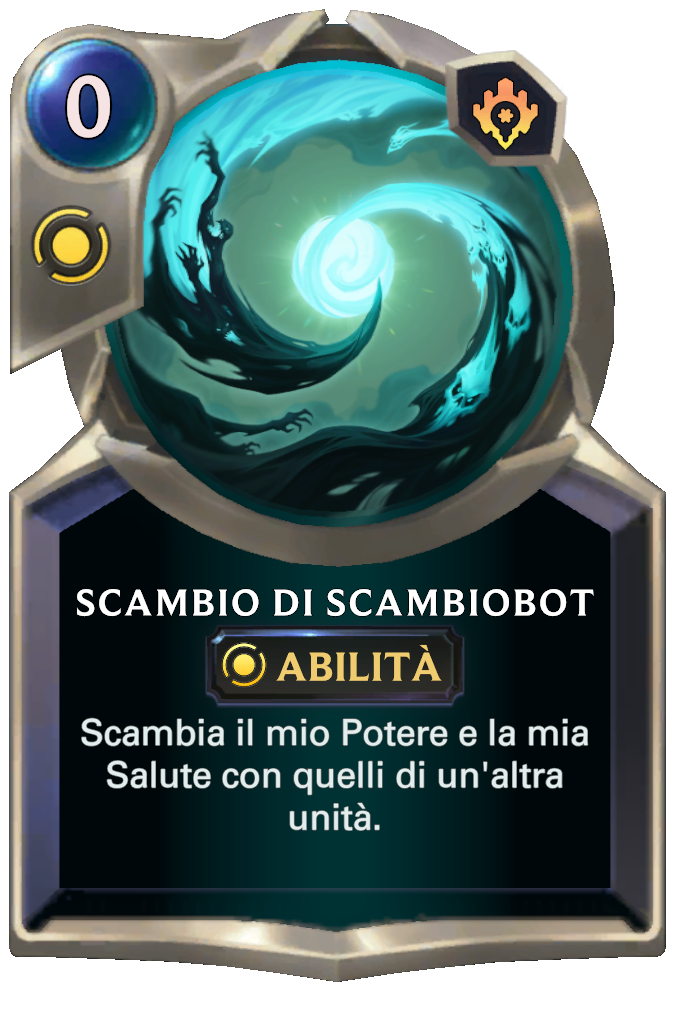 0
SCAMBIO DI SCAMBIOBOT
ABILITÀ
Scambia il mio Potere e la mia
Salute con quelli di un'altra
unità.